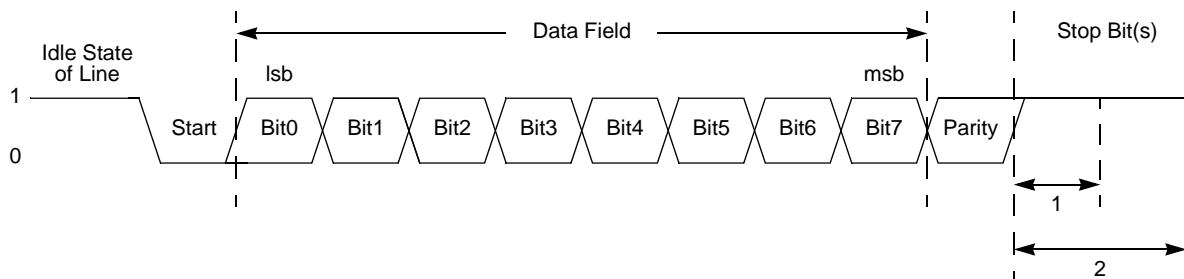 Data Field
Stop Bit(s)
Idle State
of Line
lsb
msb
1
Start
Bit0
Bit1
Bit2
Bit3
Bit4
Bit5
Bit6
Bit7
Parity
0
1
2